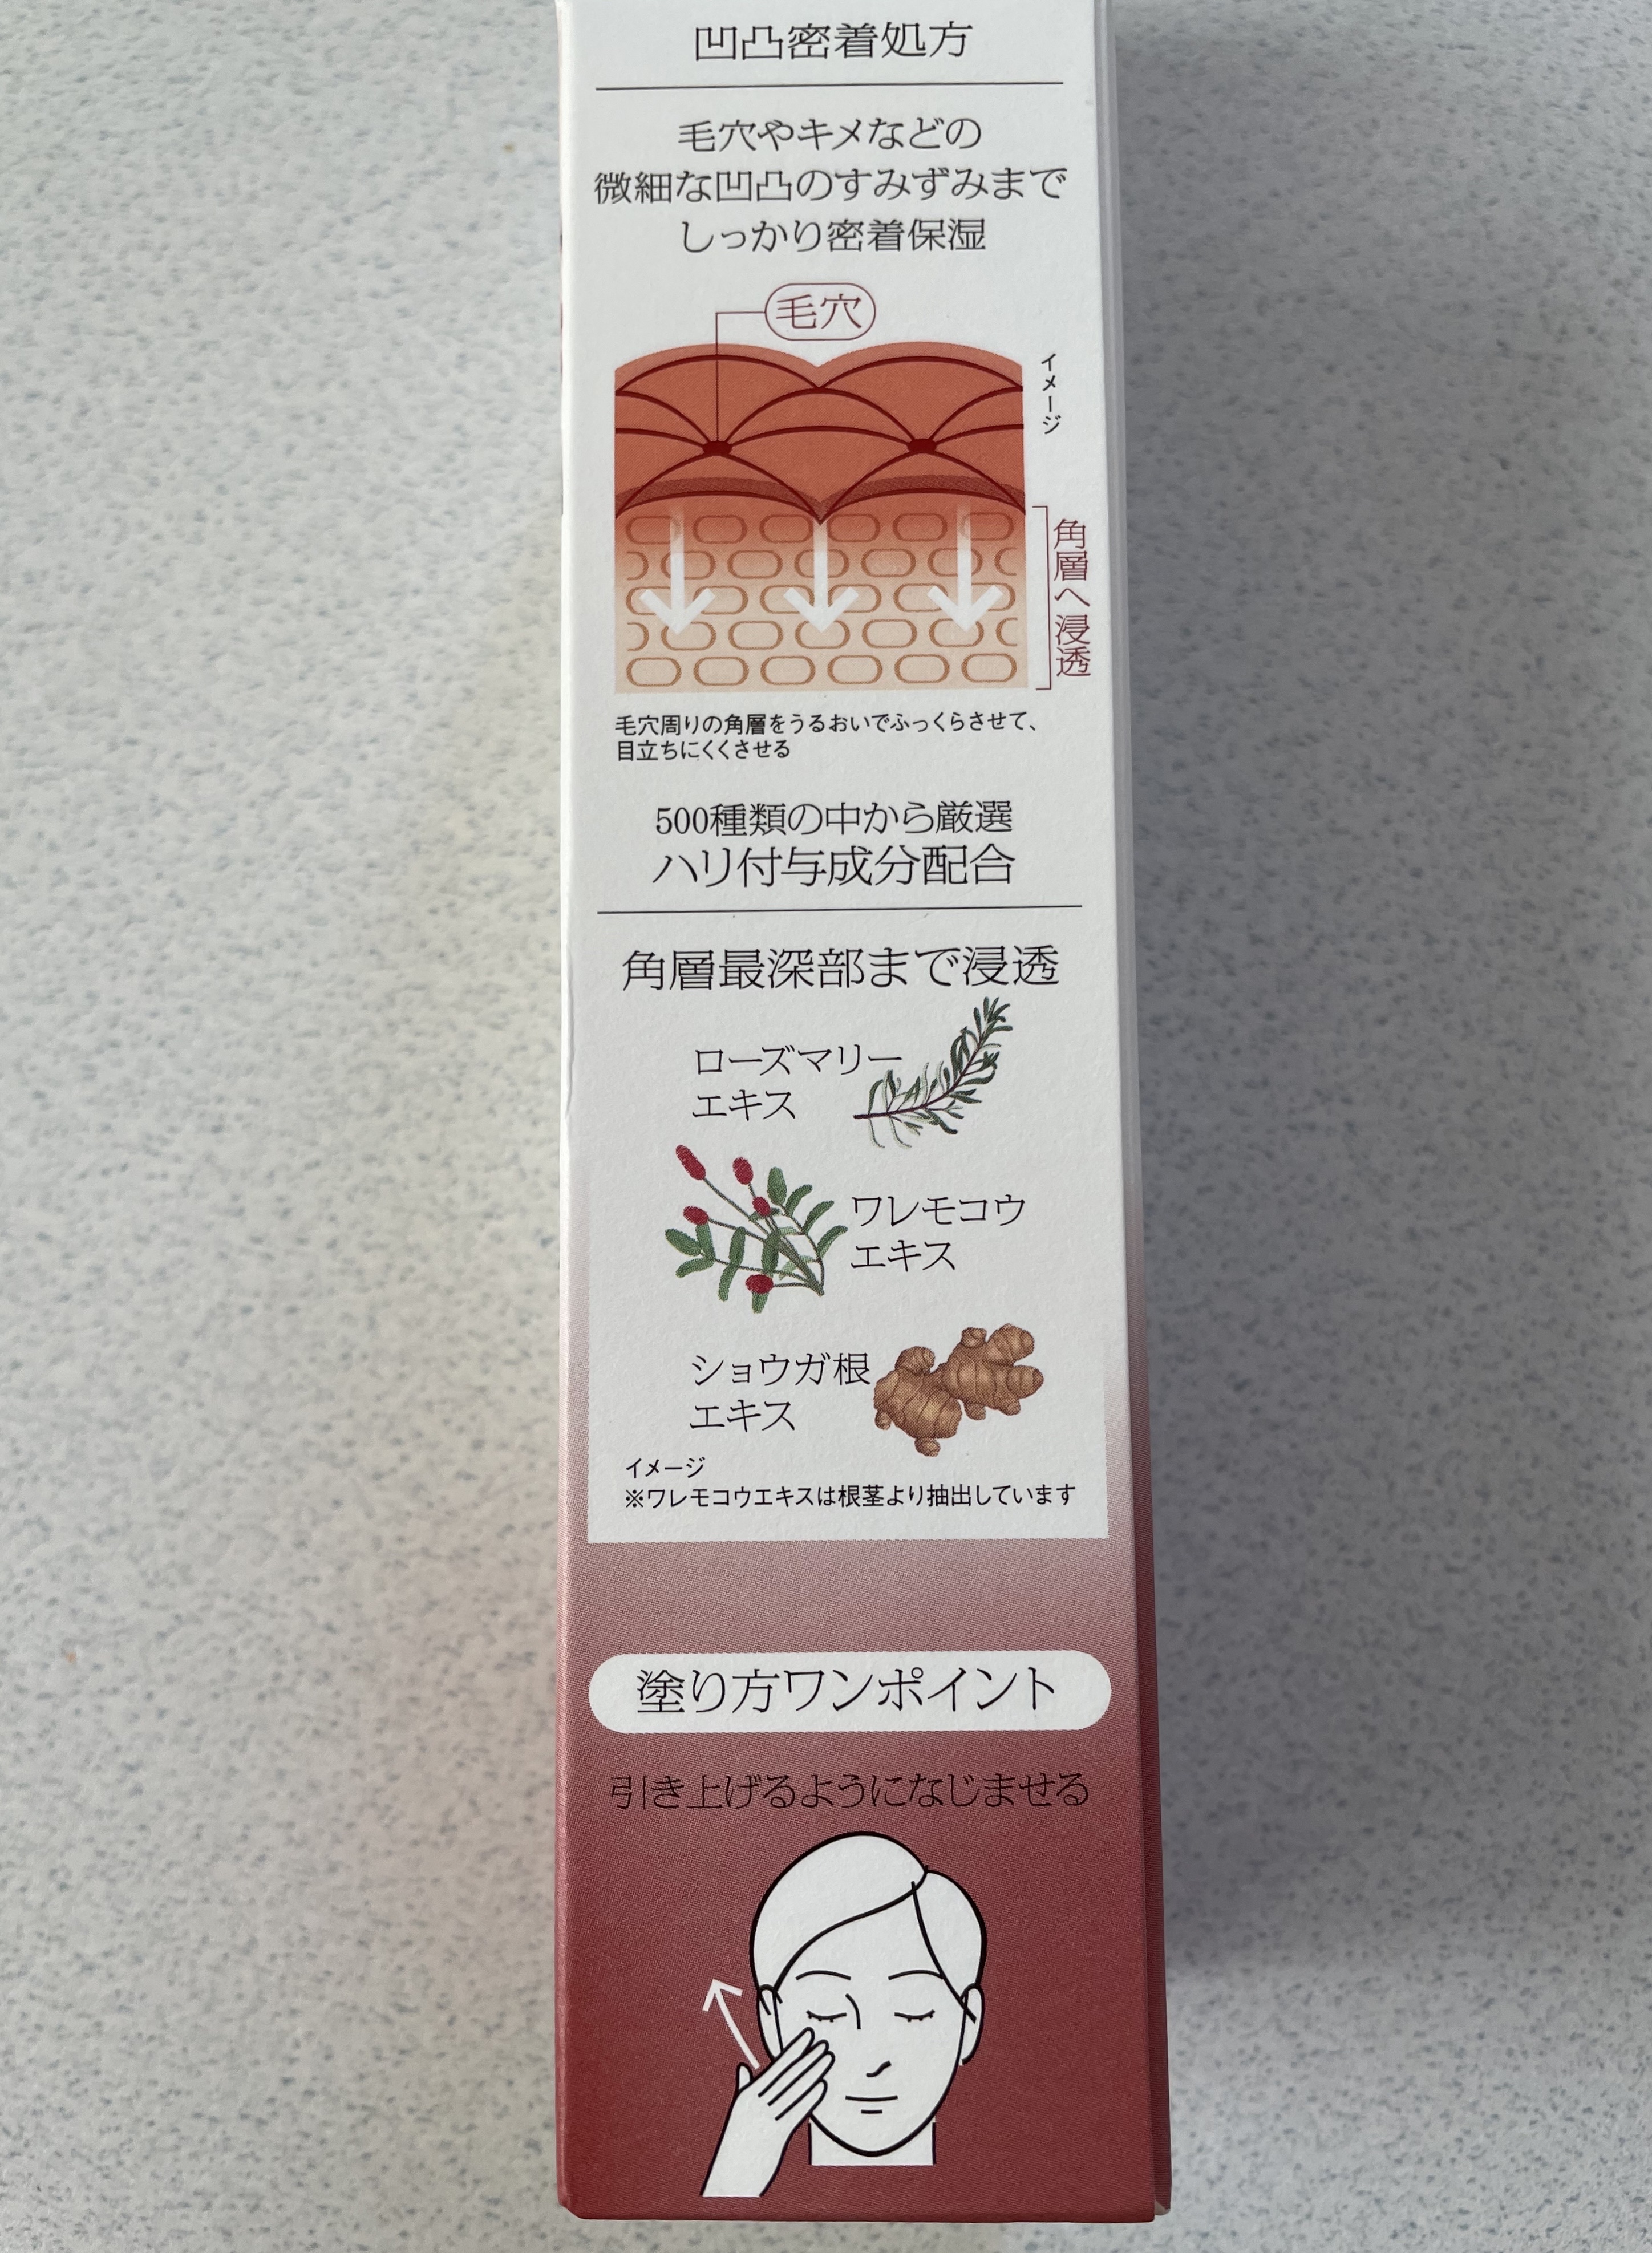 凹凸密着処方
毛穴やキメなどの
微細な凹凸のすみずみまで
しっかり密着保湿
毛穴
イメージ
角層へ浸透
毛穴周りの角層をうるおいでふっくらさせて、
目立ちにくくさせる
500種類の中から厳選
ハリ付与成分配合
角層最深部まで浸透
ローズマリー
エキス
ワレモコウ
エキス
ショウガ根
エキス
イメージ
※ワレモコウエキスは根茎より抽出しています
塗り方ワンポイント
引き上げるようになじませる